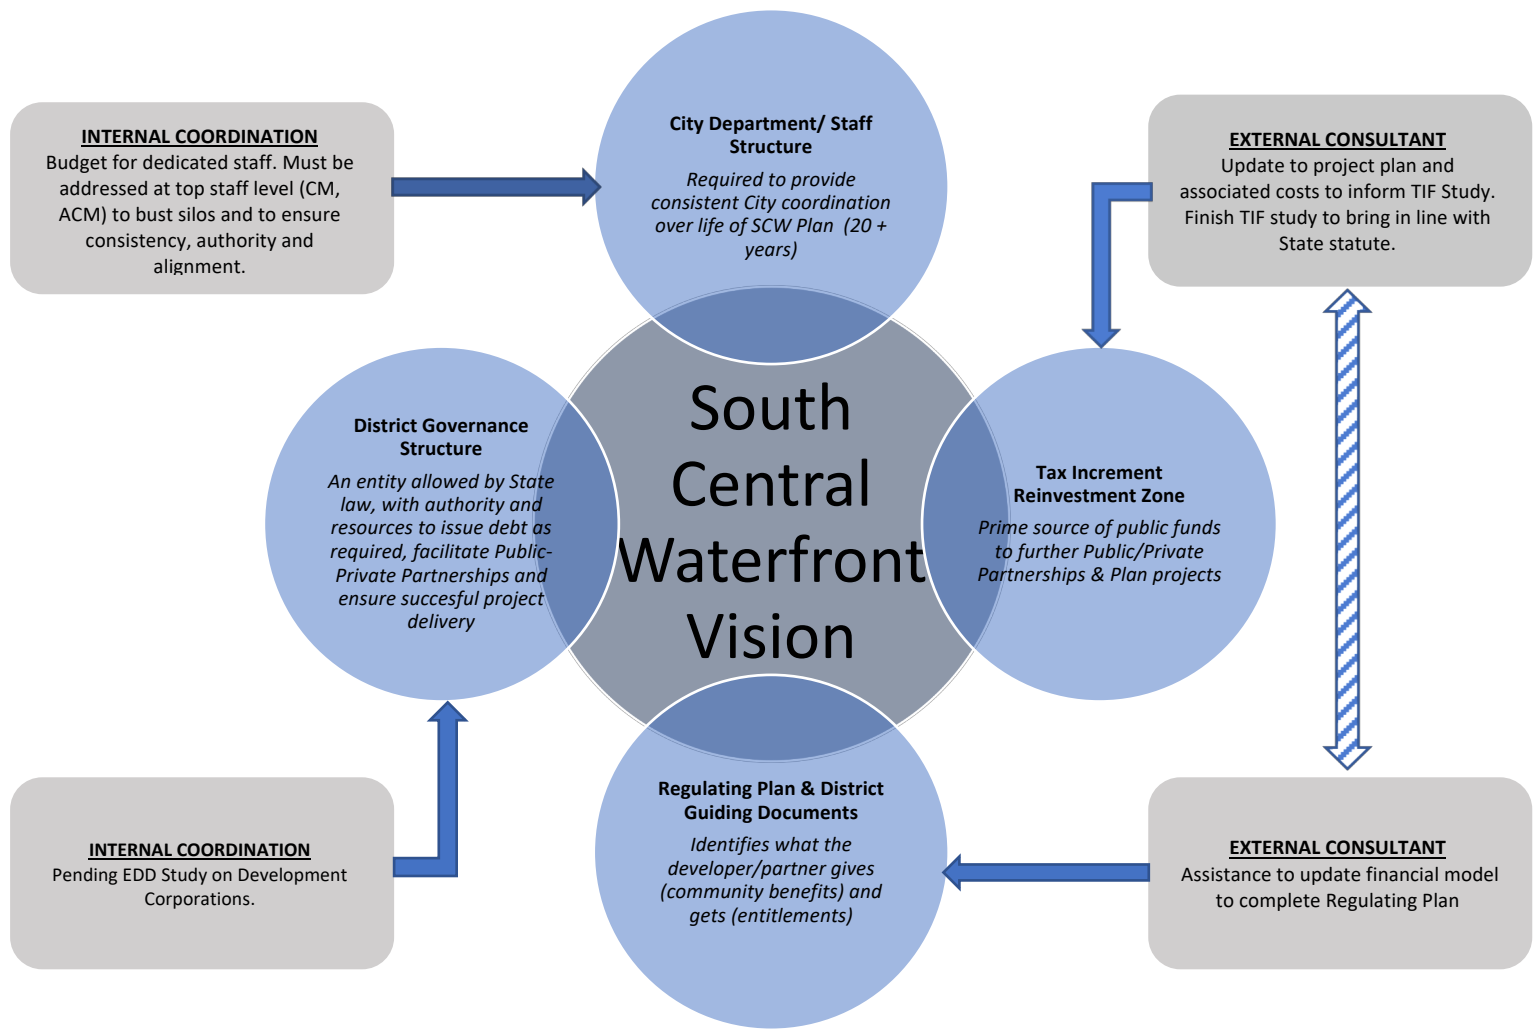 INTERNAL COORDINATION
Budget for dedicated staff. Must be
addressed at top staff level (CM,
ACM) to bust silos and to ensure
consistency, authority and
alignment.
City Department/ Staff
Structure
Required to provide
consistent City coordination
over life of SCW Plan (20 +
years)
EXTERNAL CONSULTANT
Update to project plan and
associated costs to inform TIF Study.
Finish TIF study to bring in line with
State statute.
District Governance
Structure
An entity allowed by State
law, with authority and
resources to issue debt as
required, facilitate Public-
Private Partnerships and
ensure succesful project
delivery
South
Central
Waterfront
Vision
Tax Increment
Reinvestment Zone
Prime source of public funds
to further Public/Private
Partnerships & Plan projects
INTERNAL COORDINATION
Pending EDD Study on Development
Corporations.
Regulating Plan & District
Guiding Documents
Identifies what the
developer/partner gives
(community benefits) and
gets (entitlements)
EXTERNAL CONSULTANT
Assistance to update financial model
to complete Regulating Plan